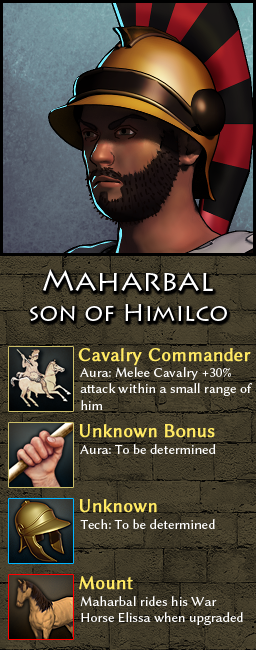 Maharbal
son of Himilco
Cavalry Commander
Aura: Melee Cavalry +30%
attack within a small range of
him
Unknown Bonus
Aura: To be determined
Unknown
Tech: To be determined
Mount
Maharbal rides his War
Horse Elissa when upgraded